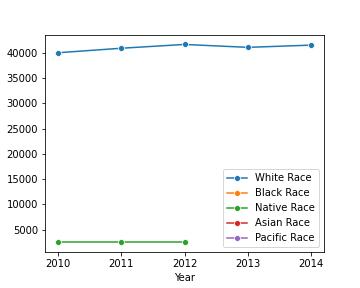 40000
35000
30000
25000
20000
15000
10000
5000
White Race
Black Race
Native Race
Asian Race
Pacific Race
2010 2011 2012 2013 2014
Year